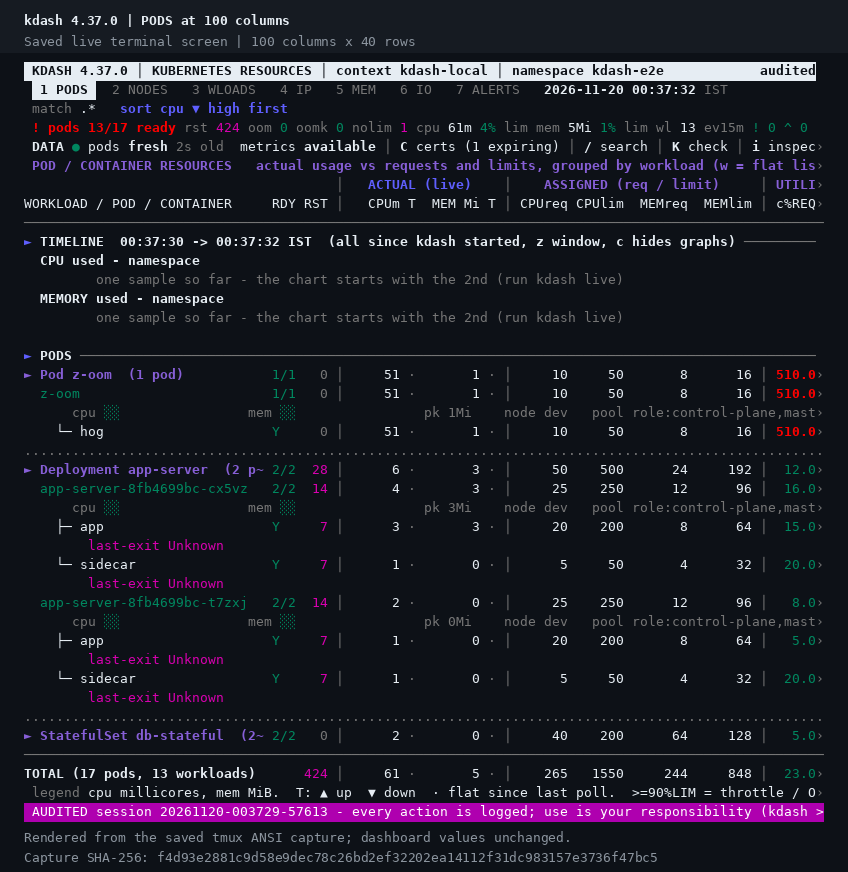 kdash 4.37.0 | PODS at 100 columns
Saved live terminal screen | 100 columns x 40 rows
KDASH 4.37.0 │ KUBERNETES RESOURCES │ context kdash-local │ namespace kdash-e2e audited
1 PODS 2 NODES 3 WLOADS 4 IP 5 MEM 6 IO 7 ALERTS 2026-11-20 00:37:32 IST
match .* sort cpu ▼ high first
! pods 13/17 ready rst 424 oom 0 oomk 0 nolim 1 cpu 61m 4% lim mem 5Mi 1% lim wl 13 ev15m ! 0 ^ 0
DATA ● pods fresh 2s old metrics available │ C certs (1 expiring) │ / search │ K check │ i inspec›
POD / CONTAINER RESOURCES actual usage vs requests and limits, grouped by workload (w = flat lis›
│ ACTUAL (live) │ ASSIGNED (req / limit) │ UTILI›
WORKLOAD / POD / CONTAINER RDY RST │ CPUm T MEM Mi T │ CPUreq CPUlim MEMreq MEMlim │ c%REQ›
► TIMELINE 00:37:30 -> 00:37:32 IST (all since kdash started, z window, c hides graphs) ─────────
CPU used - namespace
one sample so far - the chart starts with the 2nd (run kdash live)
MEMORY used - namespace
one sample so far - the chart starts with the 2nd (run kdash live)
► PODS
► Pod z-oom (1 pod) 1/1 0 │ 51 · 1 · │ 10 50 8 16 │ 510.0›
z-oom 1/1 0 │ 51 · 1 · │ 10 50 8 16 │ 510.0›
cpu ░░ mem ░░ pk 1Mi node dev pool role:control-plane,mast›
└─ hog Y 0 │ 51 · 1 · │ 10 50 8 16 │ 510.0›
► Deployment app-server (2 p~ 2/2 28 │ 6 · 3 · │ 50 500 24 192 │ 12.0›
app-server-8fb4699bc-cx5vz 2/2 14 │ 4 · 3 · │ 25 250 12 96 │ 16.0›
cpu ░░ mem ░░ pk 3Mi node dev pool role:control-plane,mast›
├─ app Y 7 │ 3 · 3 · │ 20 200 8 64 │ 15.0›
last-exit Unknown
└─ sidecar Y 7 │ 1 · 0 · │ 5 50 4 32 │ 20.0›
last-exit Unknown
app-server-8fb4699bc-t7zxj 2/2 14 │ 2 · 0 · │ 25 250 12 96 │ 8.0›
cpu ░░ mem ░░ pk 0Mi node dev pool role:control-plane,mast›
├─ app Y 7 │ 1 · 0 · │ 20 200 8 64 │ 5.0›
last-exit Unknown
└─ sidecar Y 7 │ 1 · 0 · │ 5 50 4 32 │ 20.0›
last-exit Unknown
► StatefulSet db-stateful (2~ 2/2 0 │ 2 · 0 · │ 40 200 64 128 │ 5.0›
TOTAL (17 pods, 13 workloads) 424 │ 61 · 5 · │ 265 1550 244 848 │ 23.0›
legend cpu millicores, mem MiB. T: ▲ up ▼ down · flat since last poll. >=90%LIM = throttle / O›
AUDITED session 20261120-003729-57613 - every action is logged; use is your responsibility (kdash >
Rendered from the saved tmux ANSI capture; dashboard values unchanged.
Capture SHA-256: f4d93e2881c9d58e9dec78c26bd2ef32202ea14112f31dc983157e3736f47bc5